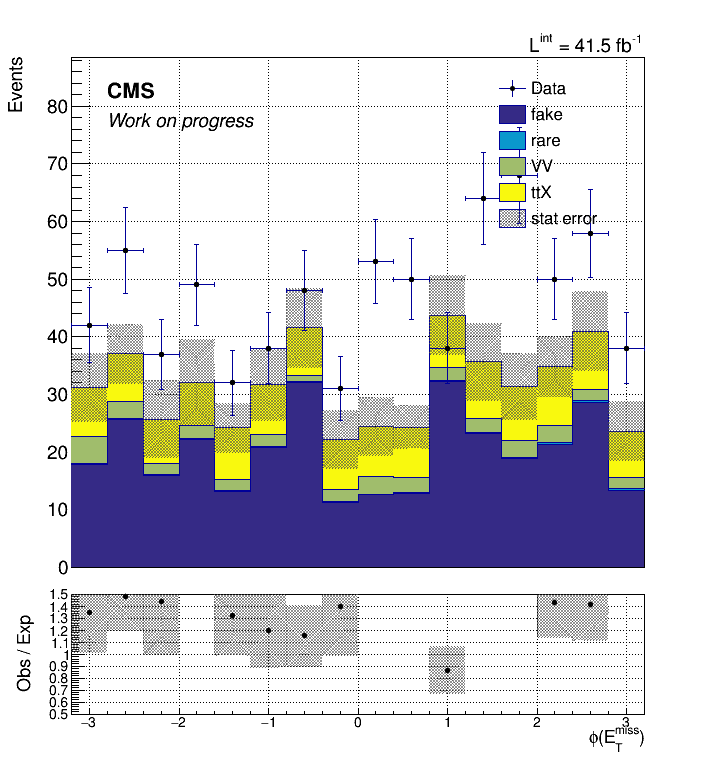 L^int = 41.5 fb^-1
Events
CMS
Work on progress
Data
fake
rare
VV
ttX
stat error
80
70
60
50
40
30
20
10
0
Obs / Exp
1.5
1.4
1.3
1.2
1.1
1
0.9
0.8
0.7
0.6
0.5
−3 −2 −1 0 1 2 3
ϕ(E_T^miss)